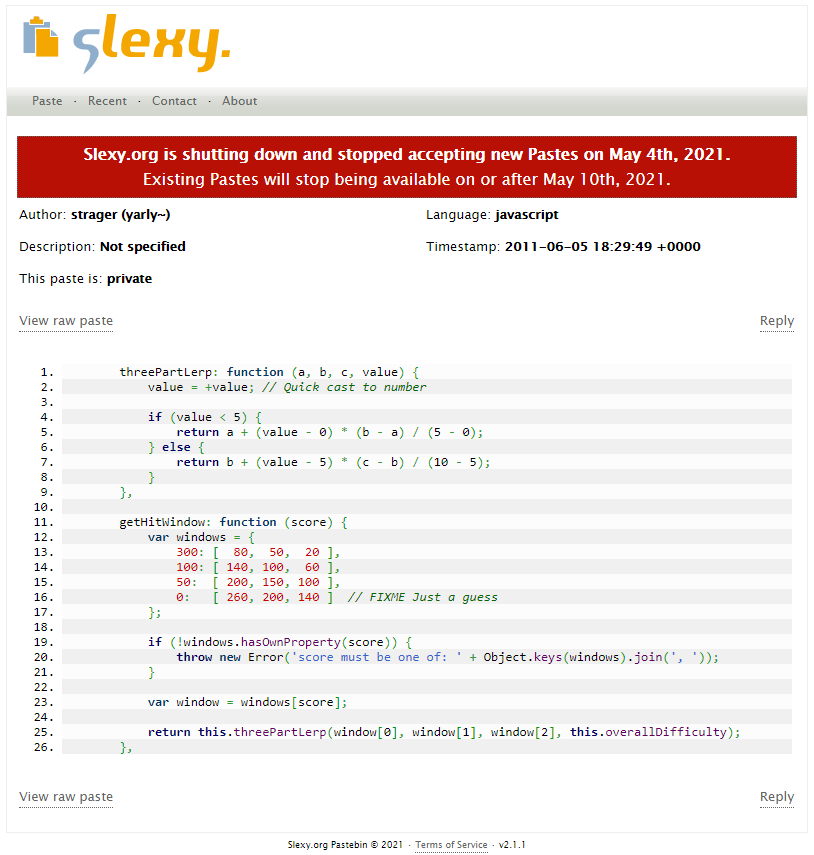 slexy.
Paste · Recent · Contact · About
Slexy.org is shutting down and stopped accepting new Pastes on May 4th, 2021.
Existing Pastes will stop being available on or after May 10th, 2021.
Author: strager (yarly~)
Language: javascript
Description: Not specified
Timestamp: 2011-06-05 18:29:49 +0000
This paste is: private
View raw paste
Reply
1.         threePartLerp: function (a, b, c, value) {
2.             value = +value; // Quick cast to number
3.
4.             if (value < 5) {
5.                 return a + (value - 0) * (b - a) / (5 - 0);
6.             } else {
7.                 return b + (value - 5) * (c - b) / (10 - 5);
8.             }
9.         },
10.
11.         getHitWindow: function (score) {
12.             var windows = {
13.                 300: [  80,  50,  20 ],
14.                 100: [ 140, 100,  60 ],
15.                 50:  [ 200, 150, 100 ],
16.                 0:   [ 260, 200, 140 ]  // FIXME Just a guess
17.             };
18.
19.             if (!windows.hasOwnProperty(score)) {
20.                 throw new Error('score must be one of: ' + Object.keys(windows).join(', '));
21.             }
22.
23.             var window = windows[score];
24.
25.             return this.threePartLerp(window[0], window[1], window[2], this.overallDifficulty);
26.         },
View raw paste
Reply
Slexy.org Pastebin © 2021 · Terms of Service · v2.1.1